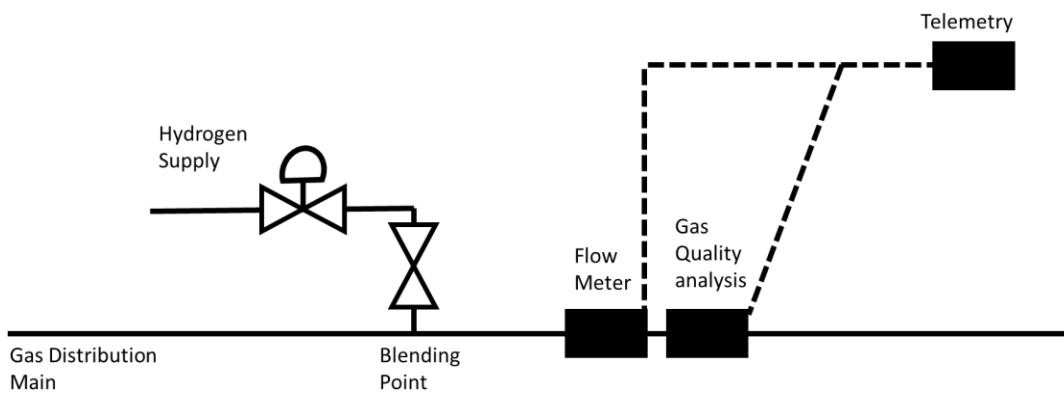 Telemetry
Hydrogen
Supply
Gas
Quality
analysis
Flow
Meter
Gas Distribution
Main
Blending
Point